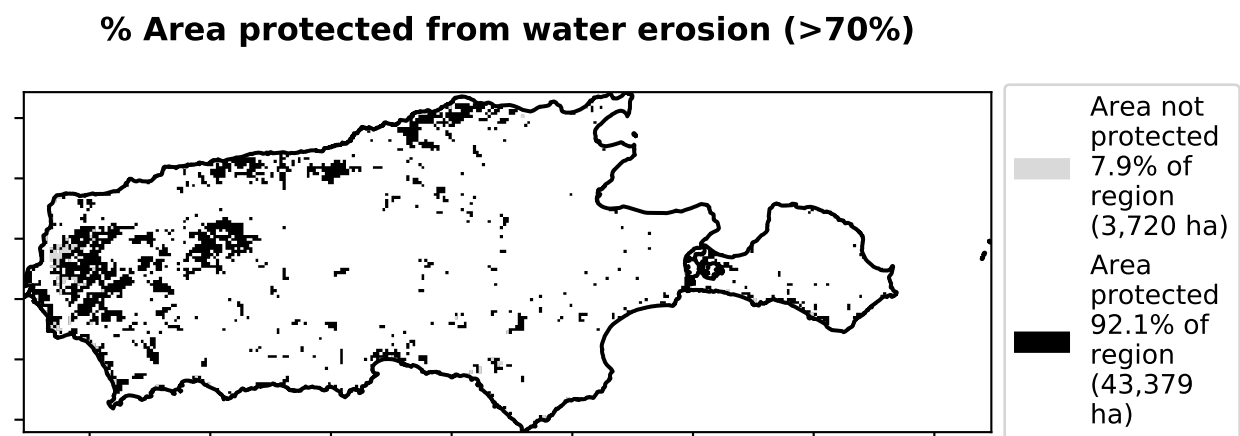 % Area protected from water erosion (>70%)
Area not
protected
7.9% of
region
(3,720 ha)
Area
protected
92.1% of
region
(43,379
ha)